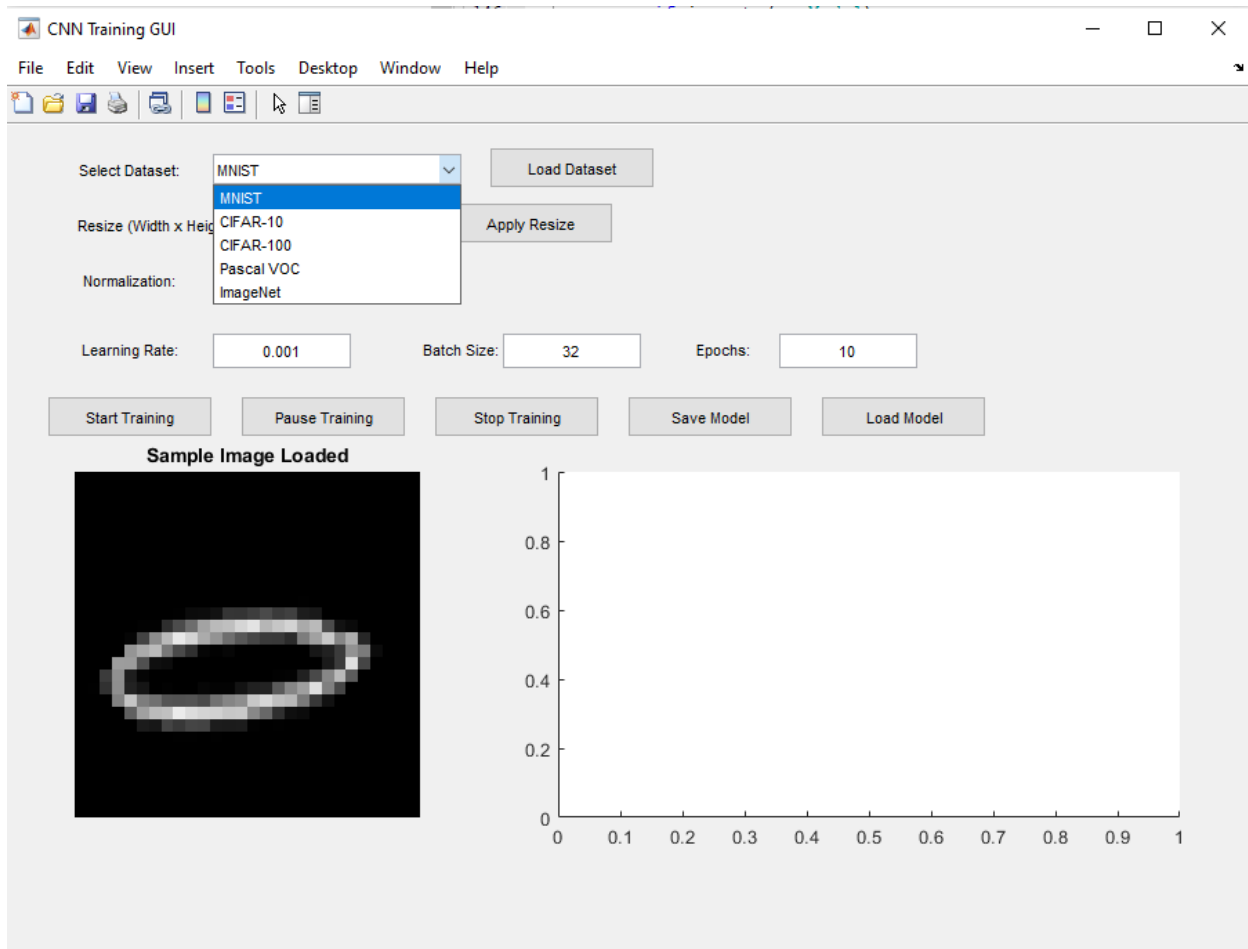 CNN Training GUI
File Edit View Insert Tools Desktop Window Help
Select Dataset: MNIST Load Dataset
MNIST
Resize (Width x Heig CIFAR-10 Apply Resize
CIFAR-100
Pascal VOC
Normalization:
ImageNet
Learning Rate: 0.001 Batch Size: 32 Epochs: 10
Start Training Pause Training Stop Training Save Model Load Model
Sample Image Loaded
1
0.8
0.6
0.4
0.2
0
0 0.1 0.2 0.3 0.4 0.5 0.6 0.7 0.8 0.9 1